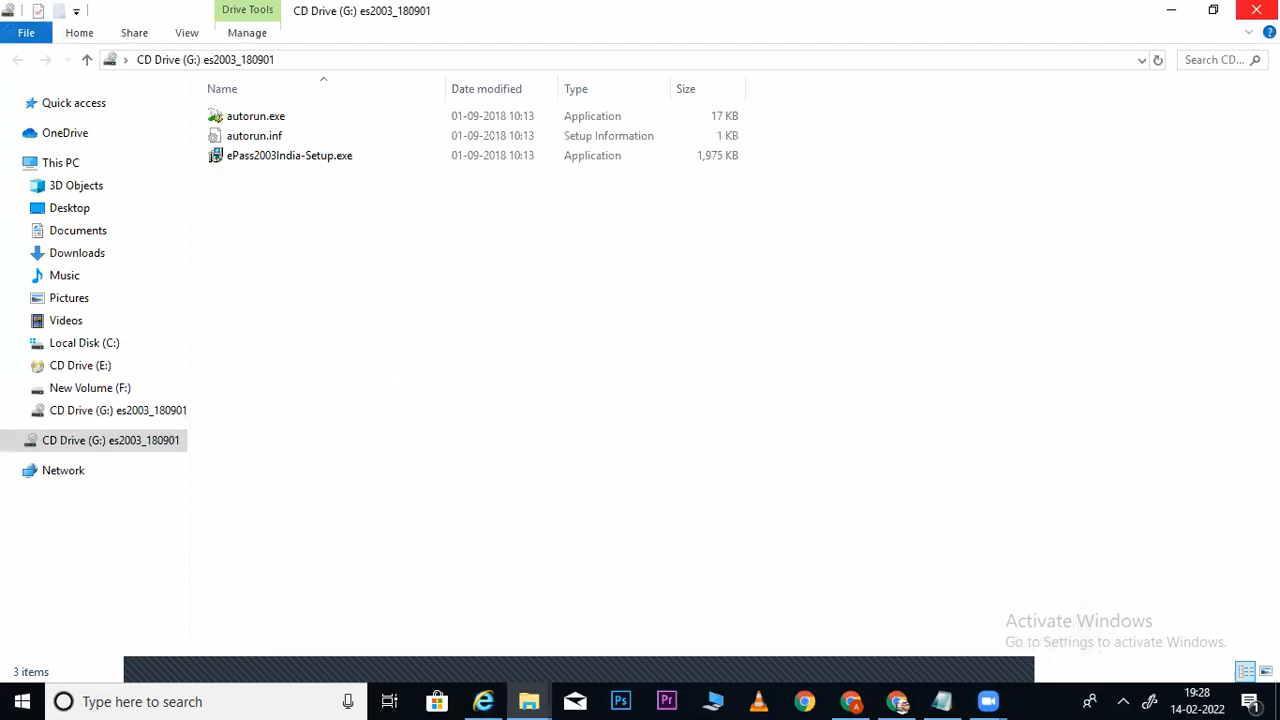 Drive Tools CD Drive (G:) es2003_180901
File Home Share View Manage
CD Drive (G:) es2003_180901 Search CD...
Name Date modified Type Size
autorun.exe 01-09-2018 10:13 Application 17 KB
autorun.inf 01-09-2018 10:13 Setup Information 1 KB
ePass2003India-Setup.exe 01-09-2018 10:13 Application 1,975 KB
Quick access
OneDrive
This PC
3D Objects
Desktop
Documents
Downloads
Music
Pictures
Videos
Local Disk (C:)
CD Drive (E:)
New Volume (F:)
CD Drive (G:) es2003_180901
CD Drive (G:) es2003_180901
Network
Activate Windows
Go to Settings to activate Windows.
3 items
Type here to search
Ps
Pr
A
19:28
14-02-2022
1